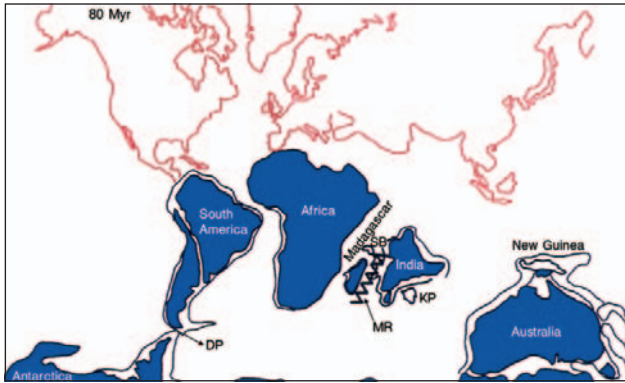 80 Myr
South
America
Africa
Madagascar
SB
India
New Guinea
KP
MR
Australia
DP
Antarctica